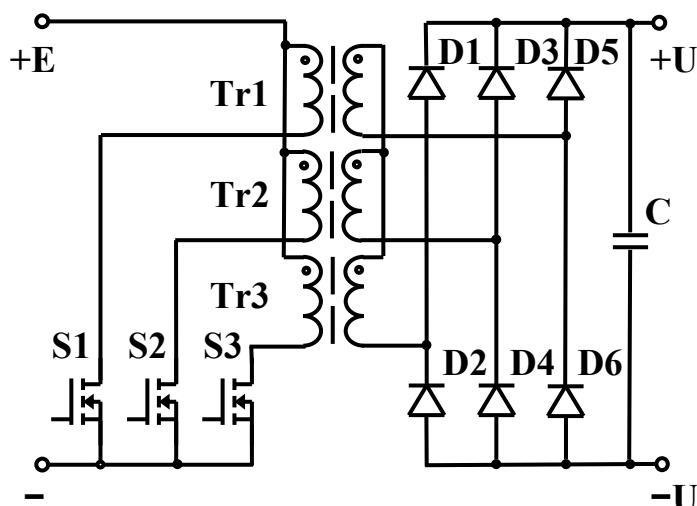 +E
D1 D3 D5
+U
Tr1
Tr2
C
Tr3
S1 S2 S3
D2 D4 D6
−
−U